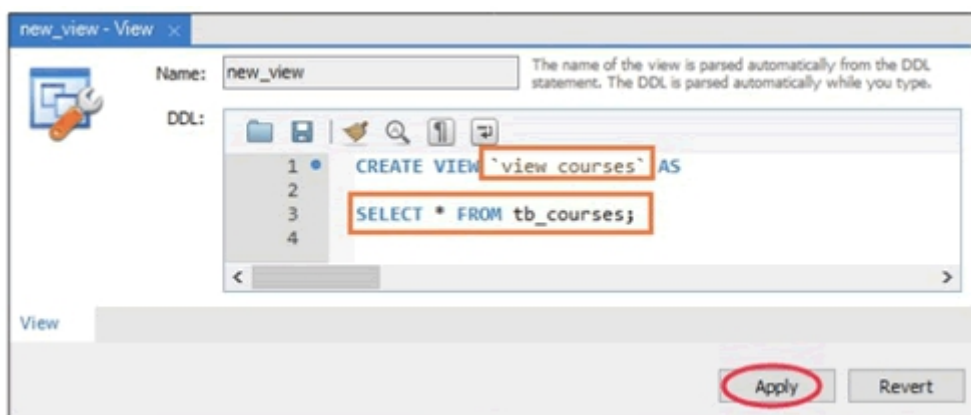 new_view - View ×
Name: new_view
The name of the view is parsed automatically from the DDL
statement. The DDL is parsed automatically while you type.
DDL:
1 CREATE VIEW `view courses` AS
2
3 SELECT * FROM tb_courses;
4
View
Apply Revert